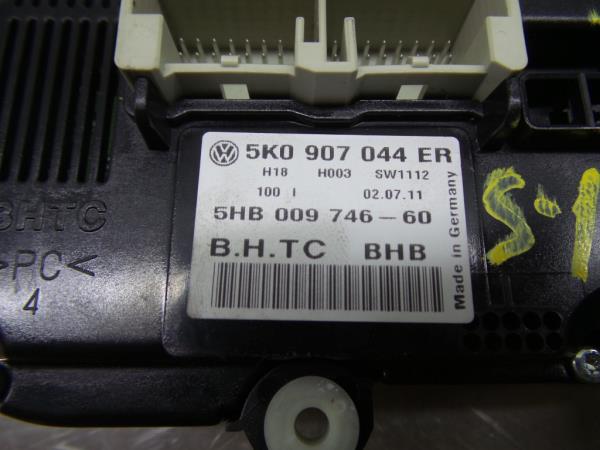 5K0 907 044 ER
H18 H003 SW1112
100 I 02.07.11
5HB 009 746-60
B.H.TC BHB
Made in Germany
BHTC
>PC<
4
S-1